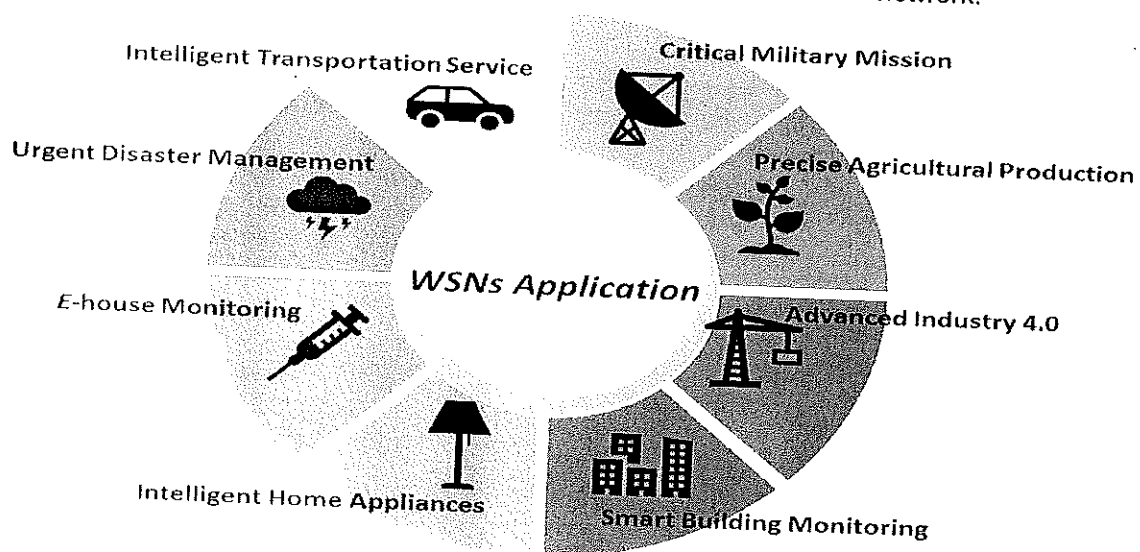 network.
Intelligent Transportation Service
Critical Military Mission
Urgent Disaster Management
Precise Agricultural Production
WSNs Application
E-house Monitoring
Advanced Industry 4.0
Intelligent Home Appliances
Smart Building Monitoring